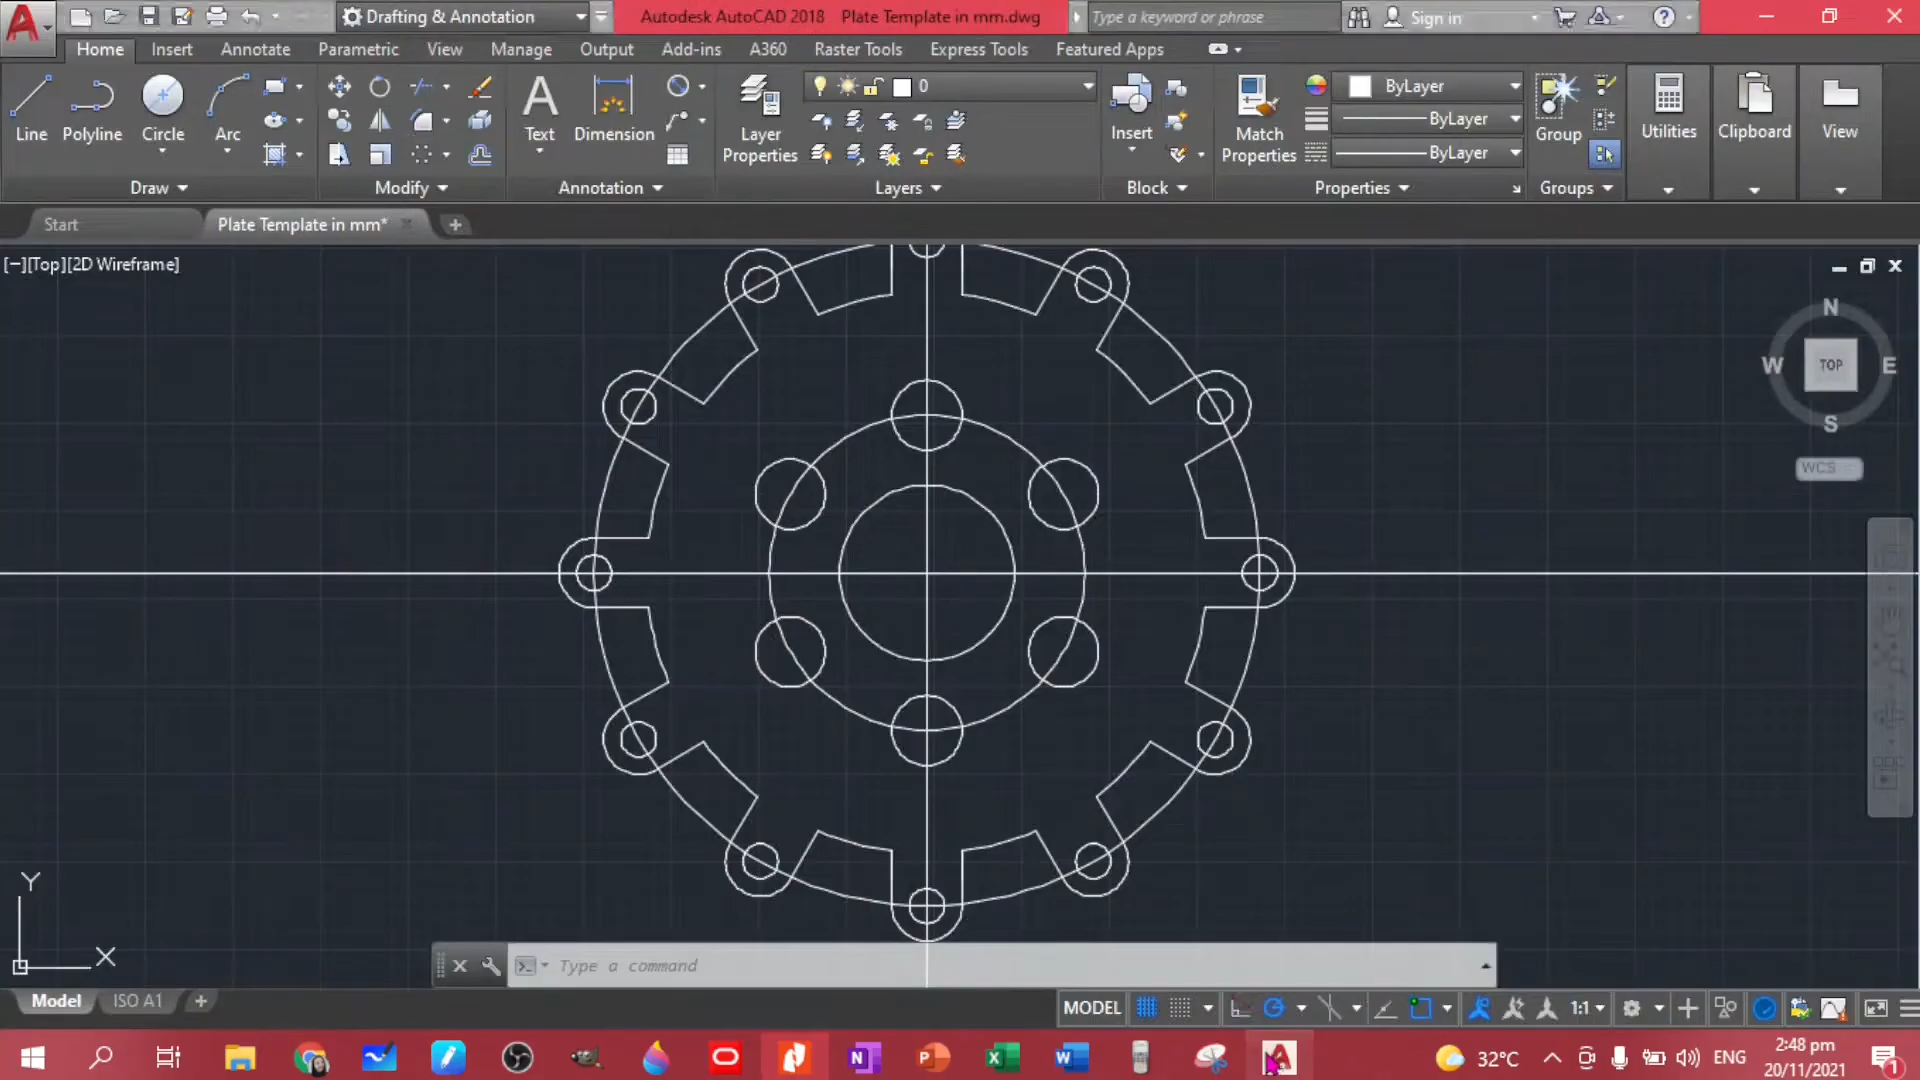 Drafting & Annotation
Autodesk AutoCAD 2018 Plate Template in mm.dwg
Type a keyword or phrase
Sign in
Home Insert Annotate Parametric View Manage Output Add-ins A360 Raster Tools Express Tools Featured Apps
Line Polyline Circle Arc
Text Dimension
Layer Properties
0
Insert
Match Properties
ByLayer
ByLayer
ByLayer
Group
Utilities Clipboard View
Draw Modify Annotation Layers Block Properties Groups
Start Plate Template in mm*
[−][Top][2D Wireframe]
N
W TOP E
S
WCS
Y
X
Type a command
Model ISO A1
MODEL 1:1
32°C ENG 2:48 pm
20/11/2021
1